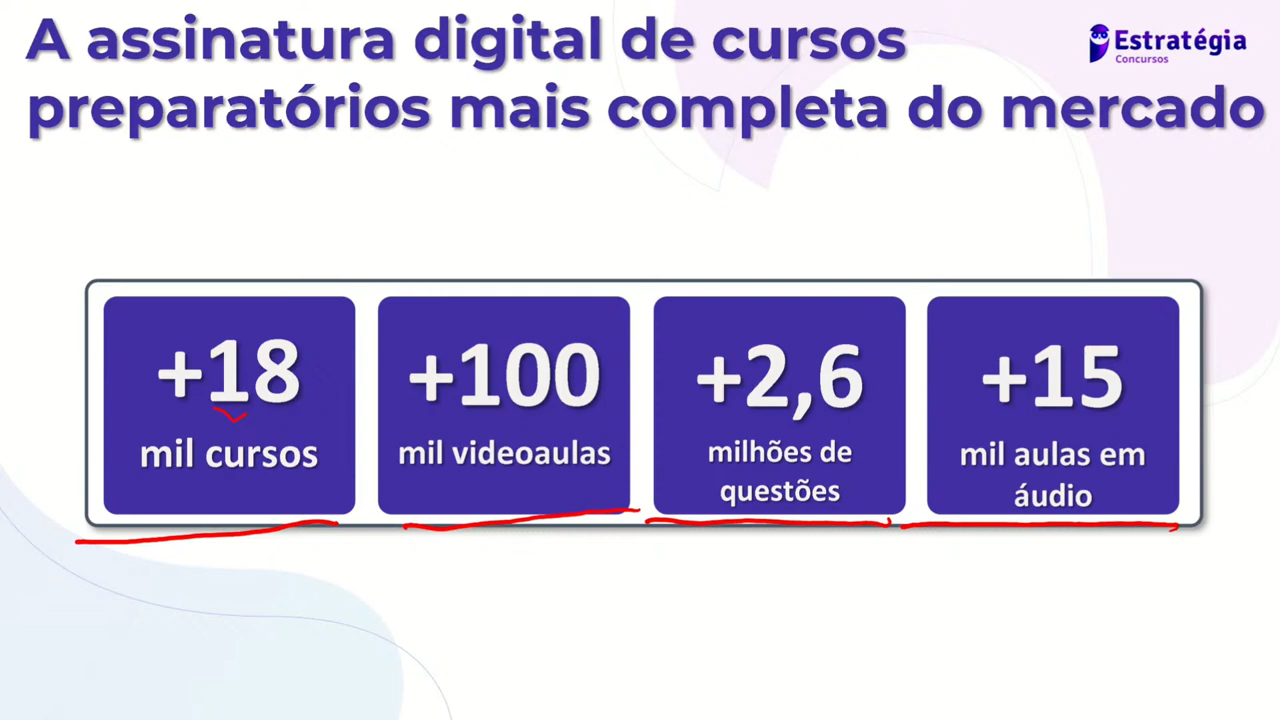 A assinatura digital de cursos
preparatórios mais completa do mercado
Estratégia
Concursos
+18
mil cursos
+100
mil videoaulas
+2,6
milhões de
questões
+15
mil aulas em
áudio